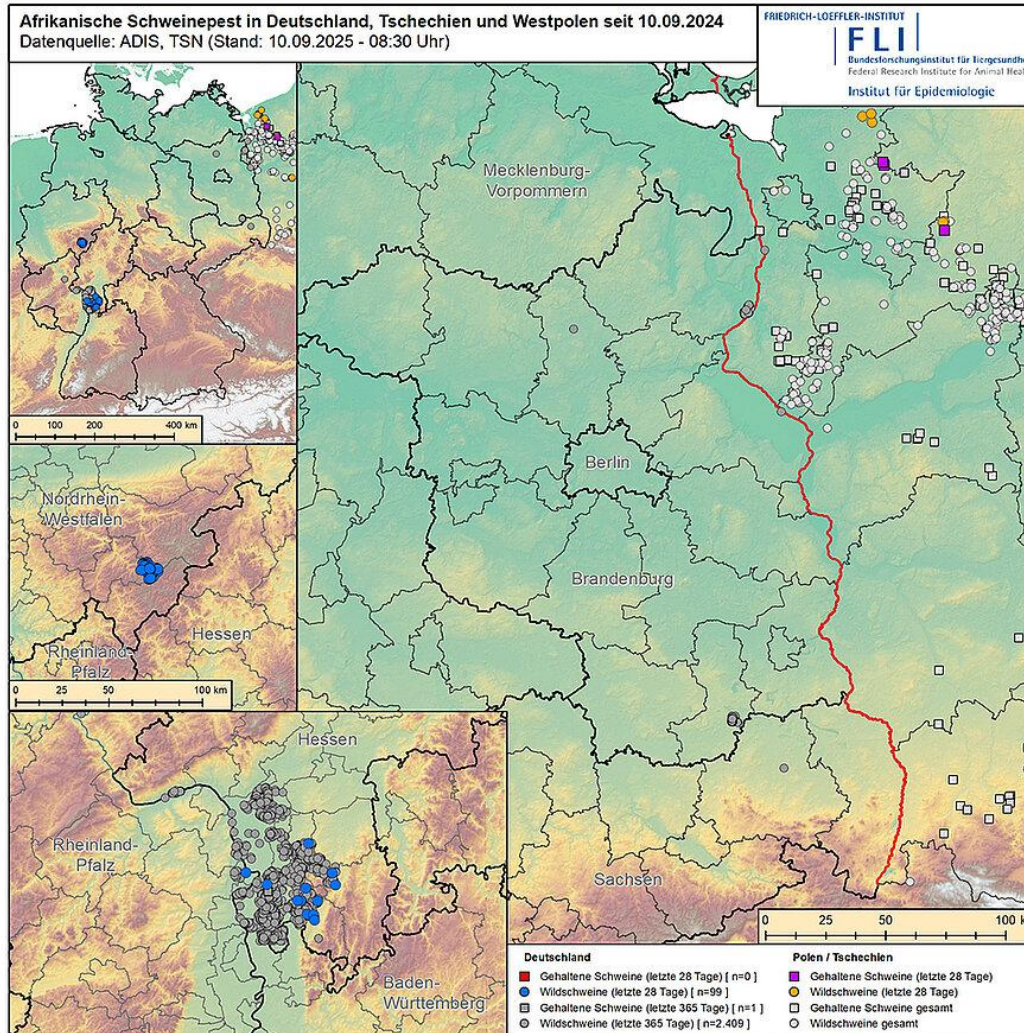 Afrikanische Schweinepest in Deutschland, Tschechien und Westpolen seit 10.09.2024
Datenquelle: ADIS, TSN (Stand: 10.09.2025 - 08:30 Uhr)
FRIEDRICH-LOEFFLER-INSTITUT
FLI
Bundesforschungsinstitut für Tiergesundhe
Federal Research Institute for Animal Heal
Institut für Epidemiologie
Mecklenburg-
Vorpommern
Berlin
Brandenburg
Sachsen
0 100 200 400 km
Nordrhein-
Westfalen
Hessen
Rheinland-
Pfalz
0 25 50 100 km
Hessen
Rheinland-
Pfalz
Baden-
Württemberg
0 25 50 100 k
Deutschland
Gehaltene Schweine (letzte 28 Tage) [ n=0 ]
Wildschweine (letzte 28 Tage) [ n=99 ]
Gehaltene Schweine (letzte 365 Tage) [ n=1 ]
Wildschweine (letzte 365 Tage) [ n=2.409 ]
Polen / Tschechien
Gehaltene Schweine (letzte 28 Tage)
Wildschweine (letzte 28 Tage)
Gehaltene Schweine gesamt
Wildschweine gesamt